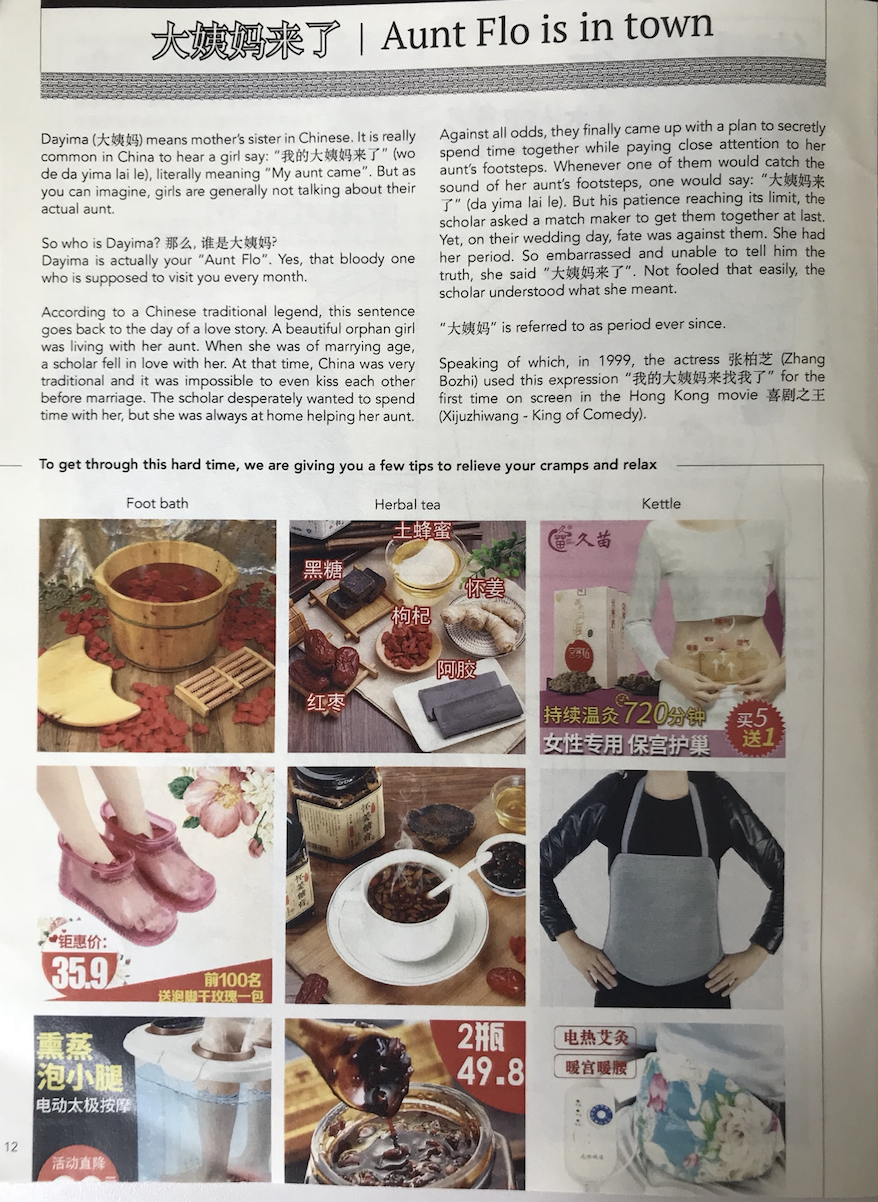 大姨妈来了 | Aunt Flo is in town
Dayima (大姨妈) means mother's sister in Chinese. It is really
common in China to hear a girl say: "我的大姨妈来了" (wo
de da yima lai le), literally meaning "My aunt came". But as
you can imagine, girls are generally not talking about their
actual aunt.
So who is Dayima? 那么, 谁是大姨妈?
Dayima is actually your "Aunt Flo". Yes, that bloody one
who is supposed to visit you every month.
According to a Chinese traditional legend, this sentence
goes back to the day of a love story. A beautiful orphan girl
was living with her aunt. When she was of marrying age,
a scholar fell in love with her. At that time, China was very
traditional and it was impossible to even kiss each other
before marriage. The scholar desperately wanted to spend
time with her, but she was always at home helping her aunt.
Against all odds, they finally came up with a plan to secretly
spend time together while paying close attention to her
aunt's footsteps. Whenever one of them would catch the
sound of her aunt's footsteps, one would say: "大姨妈来
了" (da yima lai le). But his patience reaching its limit, the
scholar asked a match maker to get them together at last.
Yet, on their wedding day, fate was against them. She had
her period. So embarrassed and unable to tell him the
truth, she said "大姨妈来了". Not fooled that easily, the
scholar understood what she meant.
"大姨妈" is referred to as period ever since.
Speaking of which, in 1999, the actress 张柏芝 (Zhang
Bozhi) used this expression "我的大姨妈来找我了" for the
first time on screen in the Hong Kong movie 喜剧之王
(Xijuzhiwang - King of Comedy).
To get through this hard time, we are giving you a few tips to relieve your cramps and relax
Foot bath
Herbal tea
Kettle
土蜂蜜
黑糖
怀姜
枸杞
阿胶
红枣
久苗
持续温灸720分钟
女性专用 保宫护巢
买5
送1
钜惠价:
35.9
前100名
送泡脚干玫瑰一包
怀姜糖膏
熏蒸
泡小腿
电动太极按摩
活动直降
2瓶
49.8
电热艾灸
暖宫暖腰
12